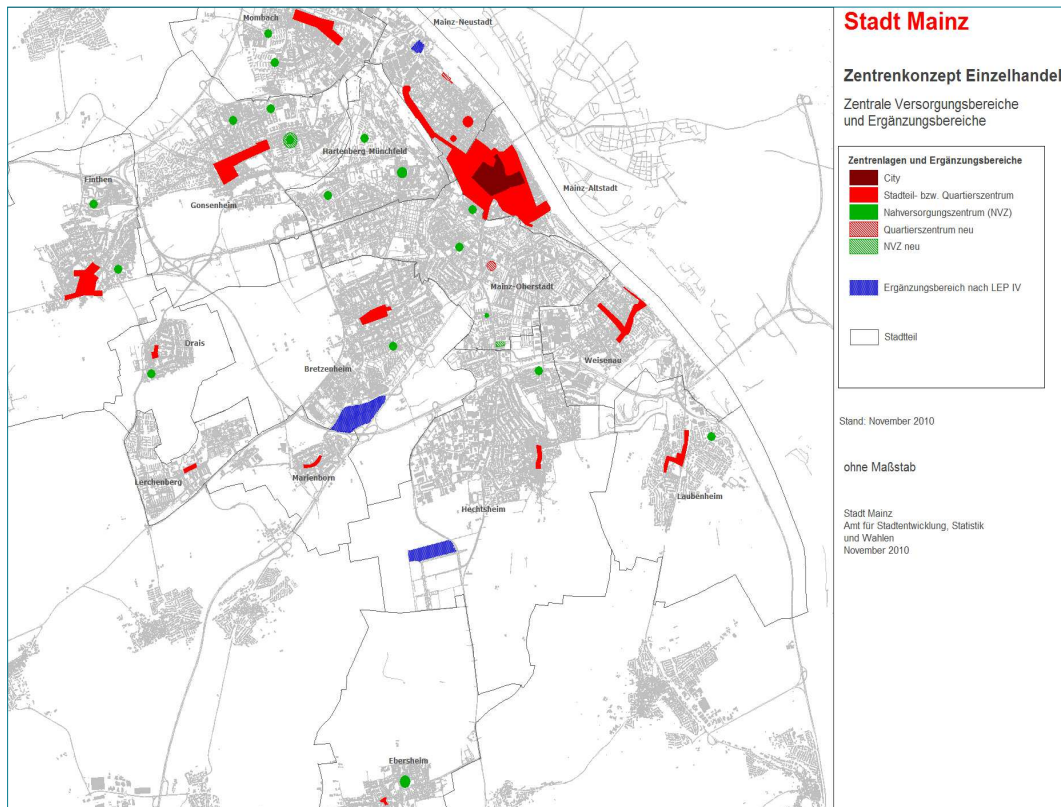 Stadt Mainz
Zentrenkonzept Einzelhandel
Zentrale Versorgungsbereiche
und Ergänzungsbereiche
Zentrenlagen und Ergänzungsbereiche
City
Stadteil- bzw. Quartierszentrum
Nahversorgungszentrum (NVZ)
Quartierszentrum neu
NVZ neu
Ergänzungsbereich nach LEP IV
Stadtteil
Stand: November 2010
ohne Maßstab
Stadt Mainz
Amt für Stadtentwicklung, Statistik
und Wahlen
November 2010
Mombach
Mainz-Neustadt
Hartenberg-Münchfeld
Finthen
Gonsenheim
Mainz-Altstadt
Mainz-Oberstadt
Drais
Bretzenheim
Weisenau
Lerchenberg
Marienborn
Hechtsheim
Laubenheim
Ebersheim